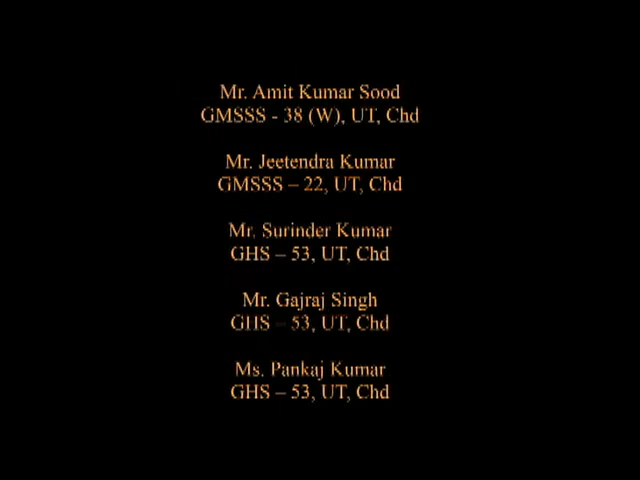 Mr. Amit Kumar Sood
GMSSS - 38 (W), UT, Chd
Mr. Jeetendra Kumar
GMSSS – 22, UT, Chd
Mr. Surinder Kumar
GHS – 53, UT, Chd
Mr. Gajraj Singh
GHS – 53, UT, Chd
Ms. Pankaj Kumar
GHS – 53, UT, Chd